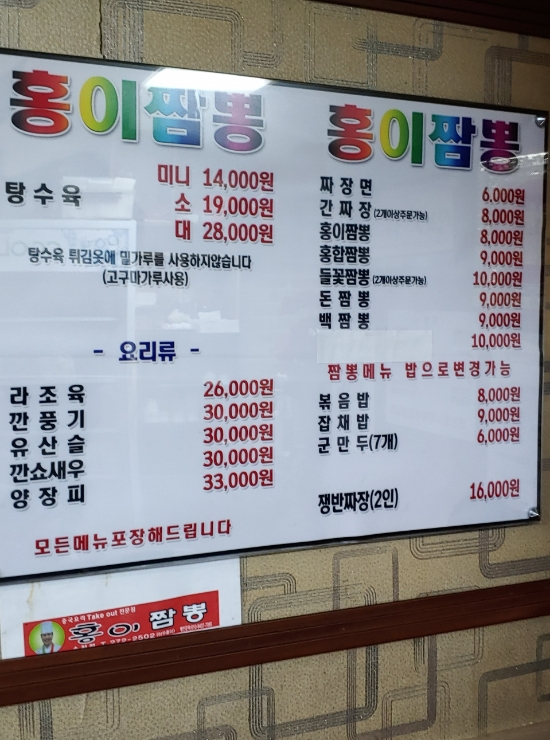 홍이짬뽕
탕수육
미니 14,000원
소 19,000원
대 28,000원
탕수육 튀김옷에 밀가루를 사용하지않습니다
(고구마가루사용)
- 요리류 -
라조육 26,000원
깐풍기 30,000원
유산슬 30,000원
깐쇼새우 30,000원
양장피 33,000원
모든메뉴포장해드립니다
홍이짬뽕
짜장면 6,000원
간짜장(2개이상주문가능) 8,000원
홍이짬뽕 8,000원
홍합짬뽕 9,000원
들꽃짬뽕(2개이상주문가능) 10,000원
돈짬뽕 9,000원
백짬뽕 9,000원
10,000원
짬뽕메뉴 밥으로변경가능
볶음밥 8,000원
잡채밥 9,000원
군만두(7개) 6,000원
쟁반짜장(2인) 16,000원
중국요리 Take out 전문점
홍이짬뽕
T.272-2502